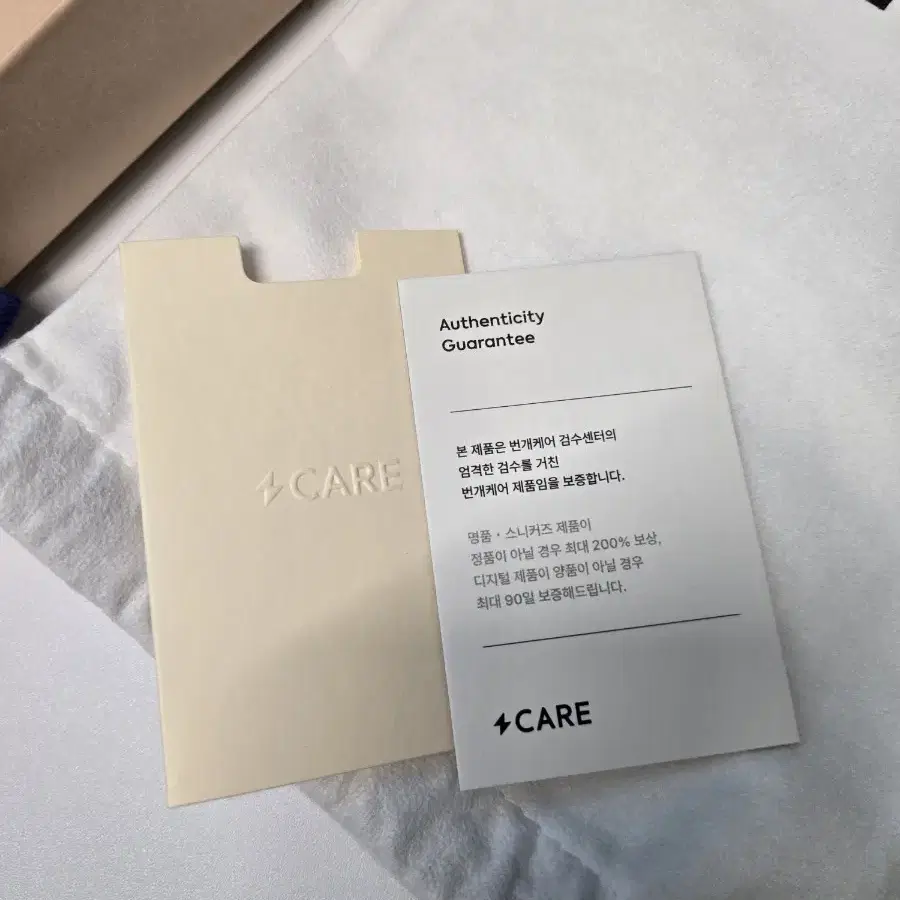 CARE
Authenticity
Guarantee
본 제품은 번개케어 검수센터의
엄격한 검수를 거친
번개케어 제품임을 보증합니다.
명품 · 스니커즈 제품이
정품이 아닐 경우 최대 200% 보상,
디지털 제품이 양품이 아닐 경우
최대 90일 보증해드립니다.
CARE